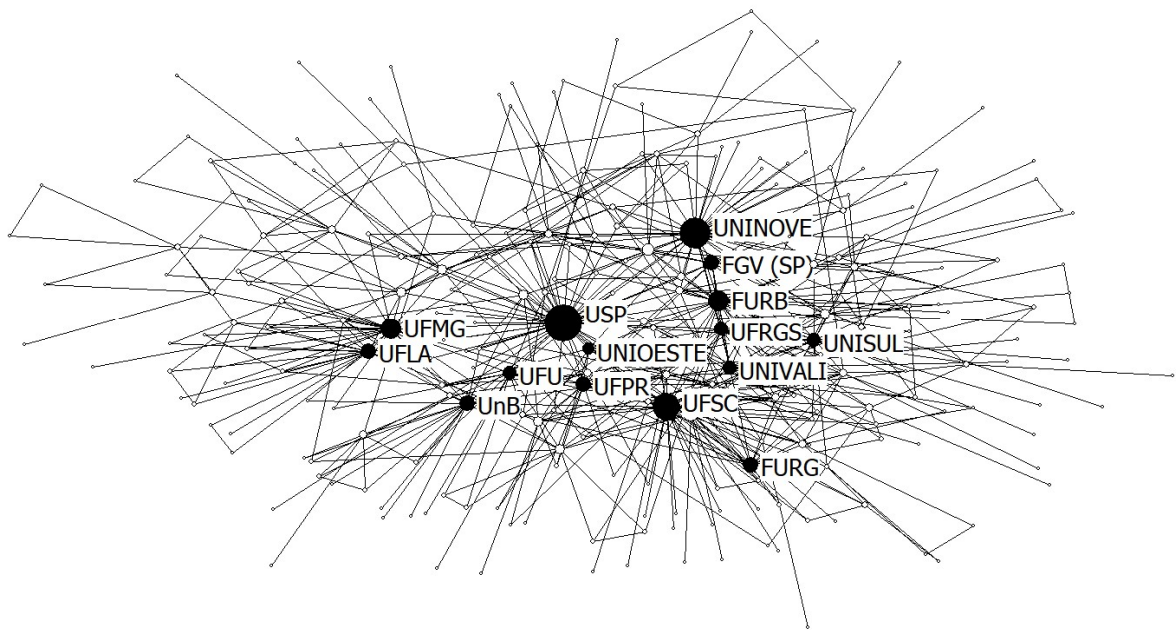 UNINOVE
FGV (SP)
FURB
USP
UFMG
UFRGS
UNISUL
UFLA
UNIOESTE
UNIVALI
UFU
UFPR
UnB
UFSC
FURG